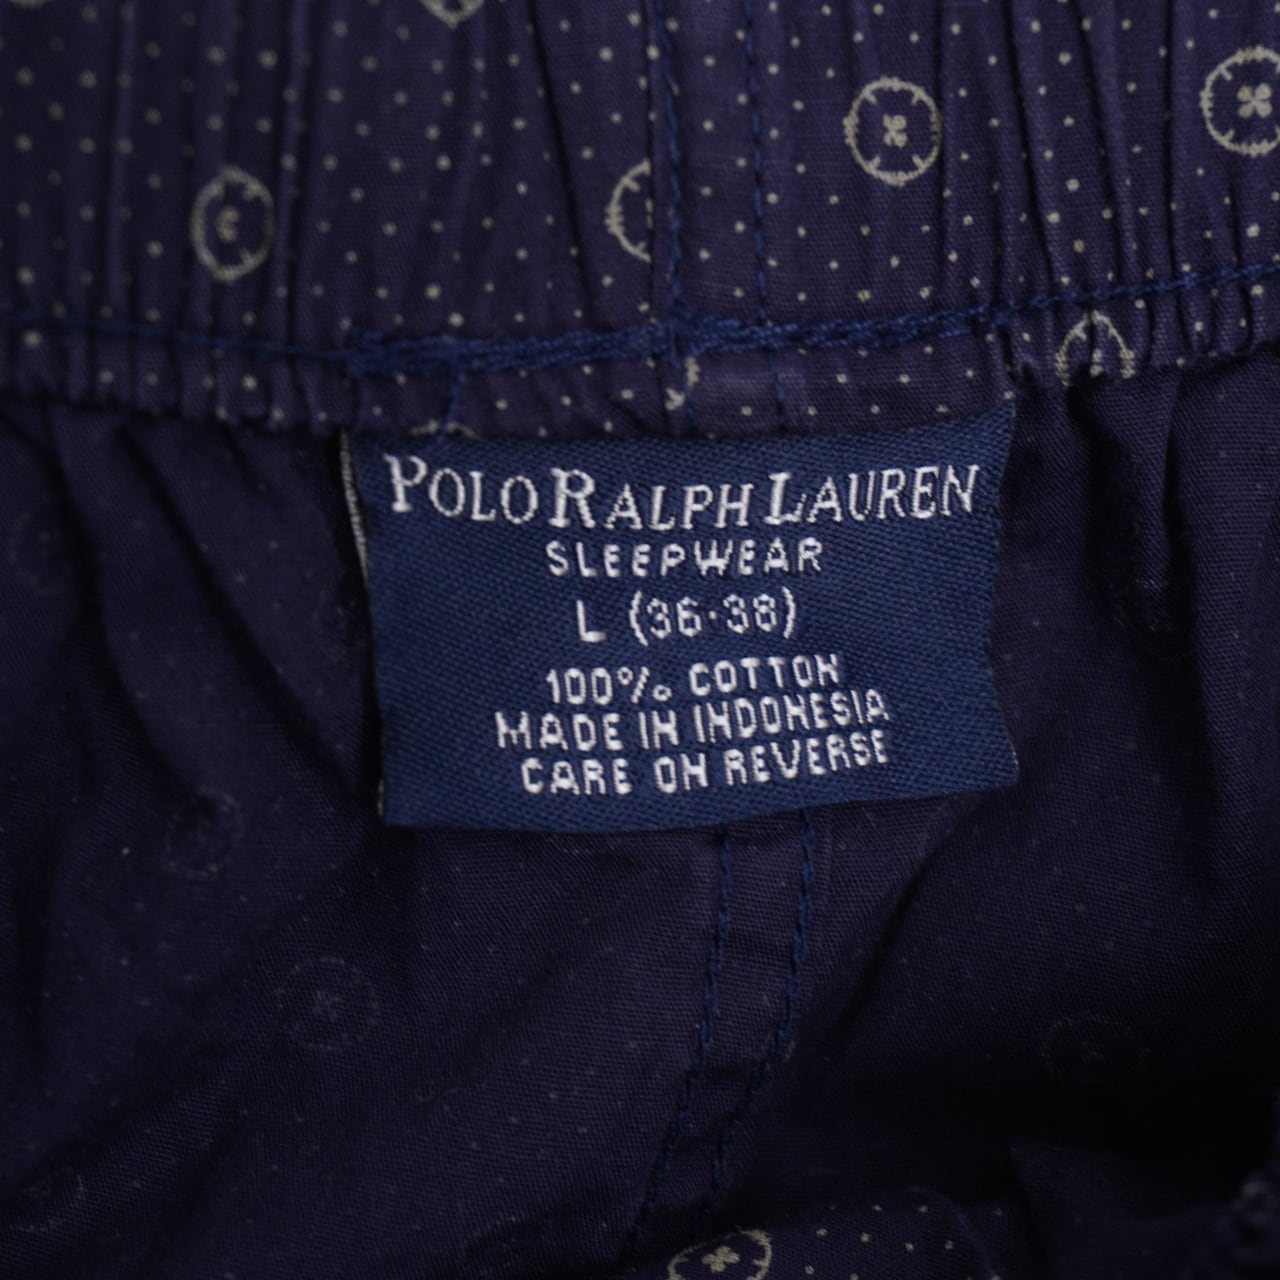 POLO RALPH LAUREN
SLEEPWEAR
L (36·38)
100% COTTON
MADE IN INDONESIA
CARE ON REVERSE